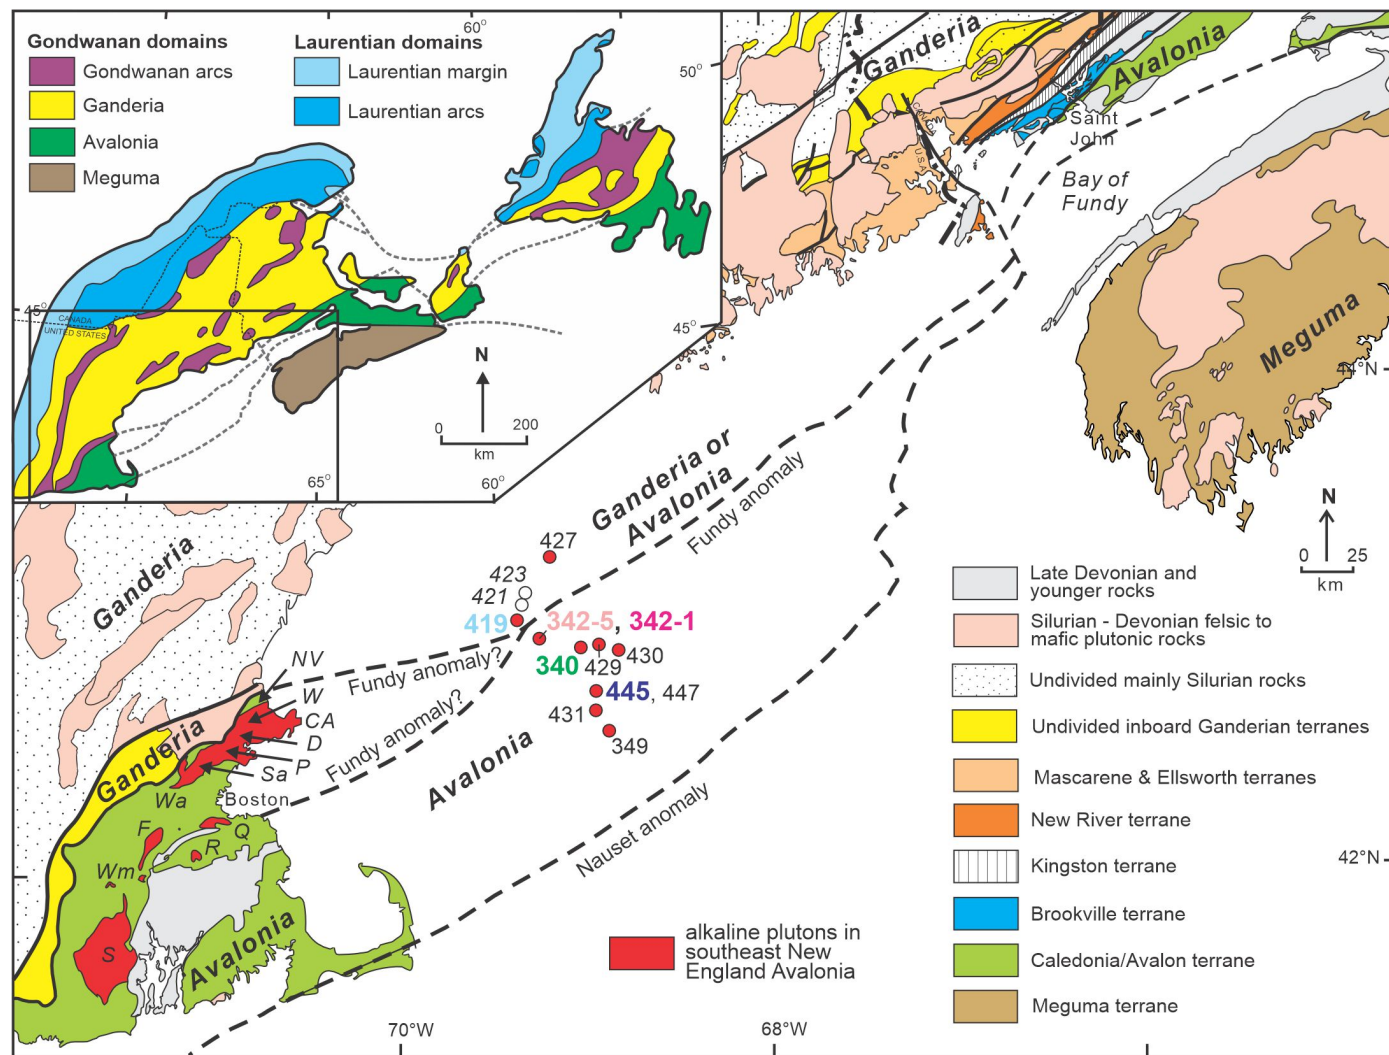 Gondwanan domains
Gondwanan arcs
Ganderia
Avalonia
Meguma
Laurentian domains
Laurentian margin
Laurentian arcs
60°
50°
45°
CANADA
UNITED STATES
45°
N
0 200
km
65°
60°
Ganderia
Avalonia
CANADA
USA
Saint
John
Bay of
Fundy
Meguma
44°N
N
0 25
km
Ganderia or
Avalonia
Fundy anomaly
427
423
421
419
342-5, 342-1
340
429
430
445, 447
431
349
Ganderia
Fundy anomaly?
Fundy anomaly?
NV
W
CA
D
P
Sa
Ganderia
Wa
Boston
F
Q
R
Wm
S
Avalonia
Avalonia
Nauset anomaly
42°N
70°W
68°W
alkaline plutons in
southeast New
England Avalonia
Late Devonian and
younger rocks
Silurian - Devonian felsic to
mafic plutonic rocks
Undivided mainly Silurian rocks
Undivided inboard Ganderian terranes
Mascarene & Ellsworth terranes
New River terrane
Kingston terrane
Brookville terrane
Caledonia/Avalon terrane
Meguma terrane